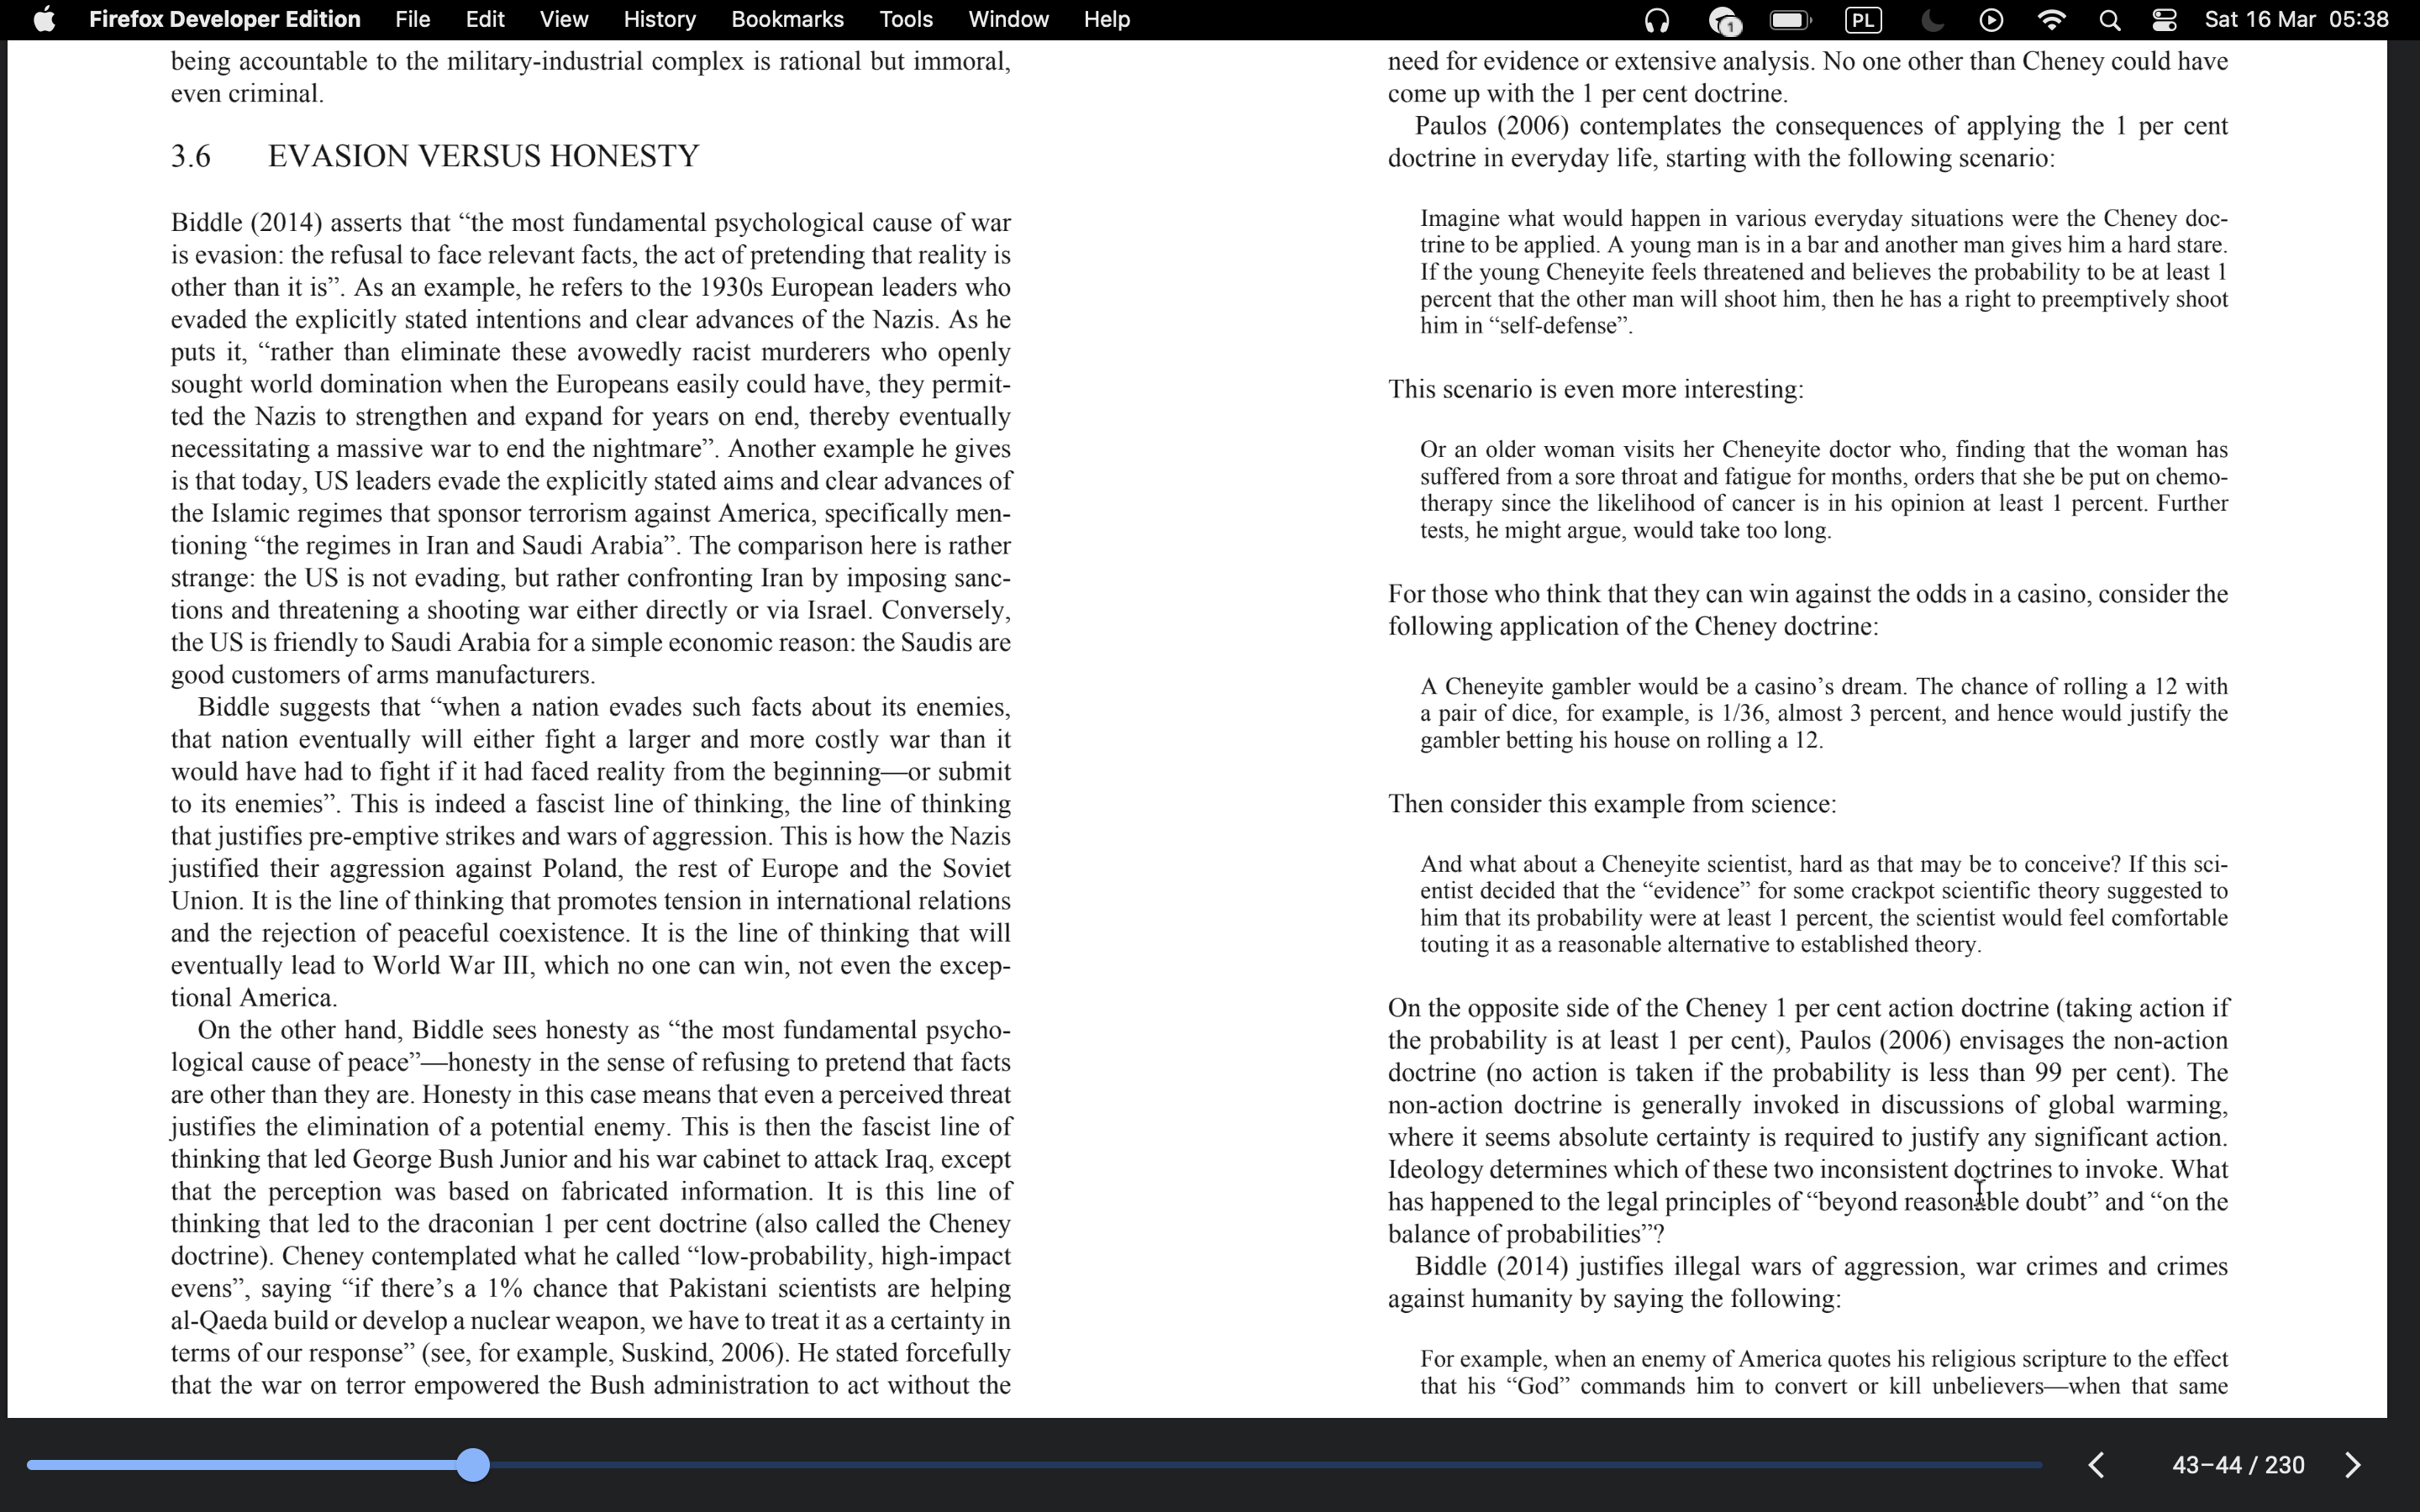 Firefox Developer Edition File Edit View History Bookmarks Tools Window Help 1 PL Sat 16 Mar 05:38
being accountable to the military-industrial complex is rational but immoral,
even criminal.
3.6 EVASION VERSUS HONESTY
Biddle (2014) asserts that “the most fundamental psychological cause of war
is evasion: the refusal to face relevant facts, the act of pretending that reality is
other than it is”. As an example, he refers to the 1930s European leaders who
evaded the explicitly stated intentions and clear advances of the Nazis. As he
puts it, “rather than eliminate these avowedly racist murderers who openly
sought world domination when the Europeans easily could have, they permit-
ted the Nazis to strengthen and expand for years on end, thereby eventually
necessitating a massive war to end the nightmare”. Another example he gives
is that today, US leaders evade the explicitly stated aims and clear advances of
the Islamic regimes that sponsor terrorism against America, specifically men-
tioning “the regimes in Iran and Saudi Arabia”. The comparison here is rather
strange: the US is not evading, but rather confronting Iran by imposing sanc-
tions and threatening a shooting war either directly or via Israel. Conversely,
the US is friendly to Saudi Arabia for a simple economic reason: the Saudis are
good customers of arms manufacturers.
Biddle suggests that “when a nation evades such facts about its enemies,
that nation eventually will either fight a larger and more costly war than it
would have had to fight if it had faced reality from the beginning—or submit
to its enemies”. This is indeed a fascist line of thinking, the line of thinking
that justifies pre-emptive strikes and wars of aggression. This is how the Nazis
justified their aggression against Poland, the rest of Europe and the Soviet
Union. It is the line of thinking that promotes tension in international relations
and the rejection of peaceful coexistence. It is the line of thinking that will
eventually lead to World War III, which no one can win, not even the excep-
tional America.
On the other hand, Biddle sees honesty as “the most fundamental psycho-
logical cause of peace”—honesty in the sense of refusing to pretend that facts
are other than they are. Honesty in this case means that even a perceived threat
justifies the elimination of a potential enemy. This is then the fascist line of
thinking that led George Bush Junior and his war cabinet to attack Iraq, except
that the perception was based on fabricated information. It is this line of
thinking that led to the draconian 1 per cent doctrine (also called the Cheney
doctrine). Cheney contemplated what he called “low-probability, high-impact
evens”, saying “if there’s a 1% chance that Pakistani scientists are helping
al-Qaeda build or develop a nuclear weapon, we have to treat it as a certainty in
terms of our response” (see, for example, Suskind, 2006). He stated forcefully
that the war on terror empowered the Bush administration to act without the
need for evidence or extensive analysis. No one other than Cheney could have
come up with the 1 per cent doctrine.
Paulos (2006) contemplates the consequences of applying the 1 per cent
doctrine in everyday life, starting with the following scenario:
Imagine what would happen in various everyday situations were the Cheney doc-
trine to be applied. A young man is in a bar and another man gives him a hard stare.
If the young Cheneyite feels threatened and believes the probability to be at least 1
percent that the other man will shoot him, then he has a right to preemptively shoot
him in “self-defense”.
This scenario is even more interesting:
Or an older woman visits her Cheneyite doctor who, finding that the woman has
suffered from a sore throat and fatigue for months, orders that she be put on chemo-
therapy since the likelihood of cancer is in his opinion at least 1 percent. Further
tests, he might argue, would take too long.
For those who think that they can win against the odds in a casino, consider the
following application of the Cheney doctrine:
A Cheneyite gambler would be a casino’s dream. The chance of rolling a 12 with
a pair of dice, for example, is 1/36, almost 3 percent, and hence would justify the
gambler betting his house on rolling a 12.
Then consider this example from science:
And what about a Cheneyite scientist, hard as that may be to conceive? If this sci-
entist decided that the “evidence” for some crackpot scientific theory suggested to
him that its probability were at least 1 percent, the scientist would feel comfortable
touting it as a reasonable alternative to established theory.
On the opposite side of the Cheney 1 per cent action doctrine (taking action if
the probability is at least 1 per cent), Paulos (2006) envisages the non-action
doctrine (no action is taken if the probability is less than 99 per cent). The
non-action doctrine is generally invoked in discussions of global warming,
where it seems absolute certainty is required to justify any significant action.
Ideology determines which of these two inconsistent doctrines to invoke. What
has happened to the legal principles of “beyond reasonable doubt” and “on the
balance of probabilities”?
Biddle (2014) justifies illegal wars of aggression, war crimes and crimes
against humanity by saying the following:
For example, when an enemy of America quotes his religious scripture to the effect
that his “God” commands him to convert or kill unbelievers—when that same
43–44 / 230